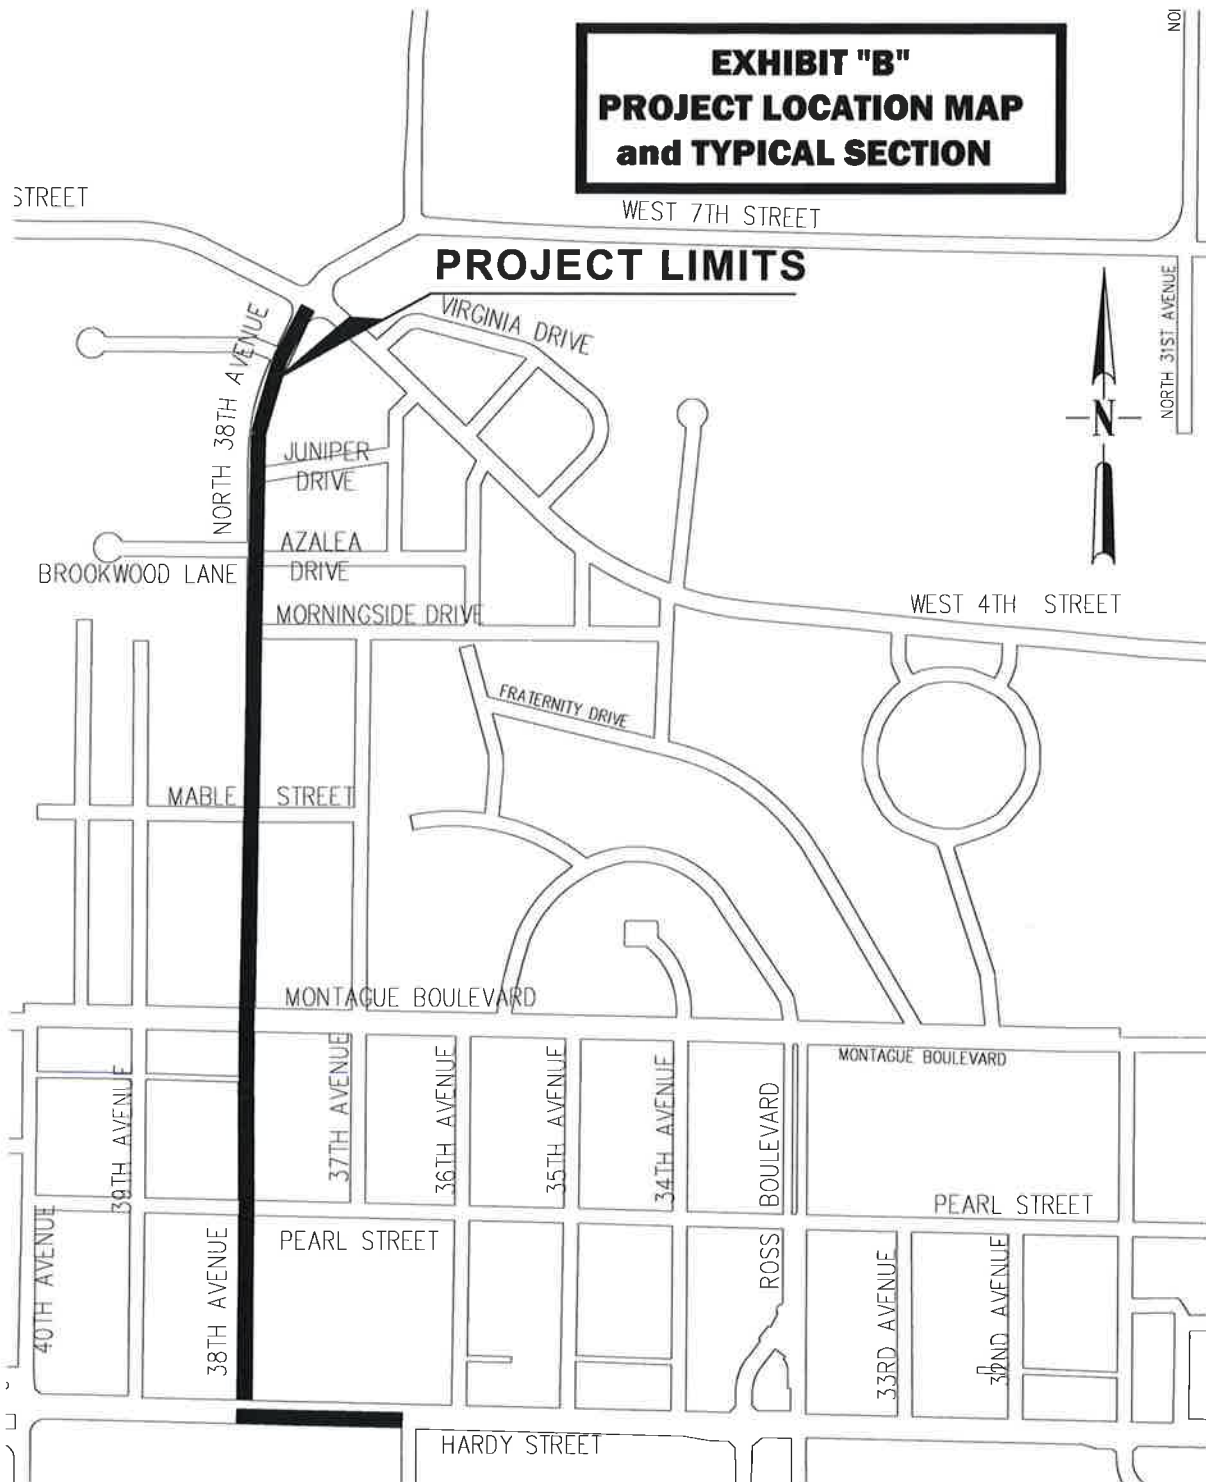 EXHIBIT "B"
PROJECT LOCATION MAP
and TYPICAL SECTION
STREET
WEST 7TH STREET
PROJECT LIMITS
VIRGINIA DRIVE
NORTH 31ST AVENUE
NORTH 38TH AVENUE
N
JUNIPER
DRIVE
AZALEA
DRIVE
BROOKWOOD LANE
MORNINGSIDE DRIVE
WEST 4TH STREET
FRATERNITY DRIVE
MABLE STREET
MONTAGUE BOULEVARD
MONTAGUE BOULEVARD
39TH AVENUE
37TH AVENUE
36TH AVENUE
35TH AVENUE
34TH AVENUE
ROSS BOULEVARD
PEARL STREET
PEARL STREET
40TH AVENUE
38TH AVENUE
33RD AVENUE
32ND AVENUE
HARDY STREET